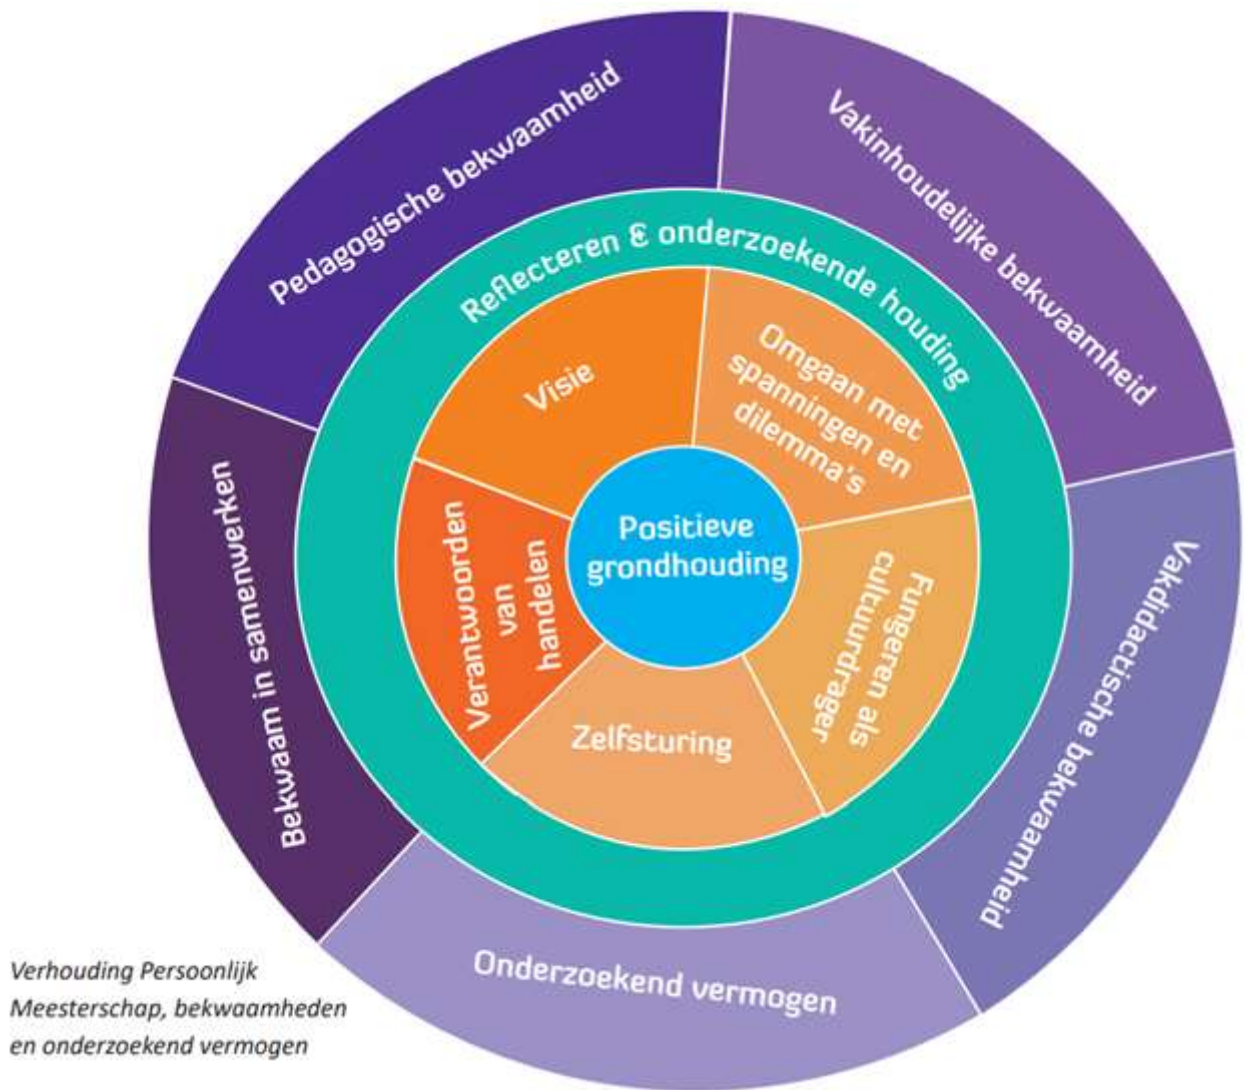 Pedagogische bekwaamheid
Vakinhoudelijke bekwaamheid
Reflecteren & onderzoekende houding
Visie
Omgaan met
spanningen en
dilemma's
Positieve
grondhouding
Verantwoorden
van
handelen
Fungeren als
cultuurdrager
Zelfsturing
Bekwaam in samenwerken
Vakdidactische bekwaamheid
Onderzoekend vermogen
Verhouding Persoonlijk
Meesterschap, bekwaamheden
en onderzoekend vermogen